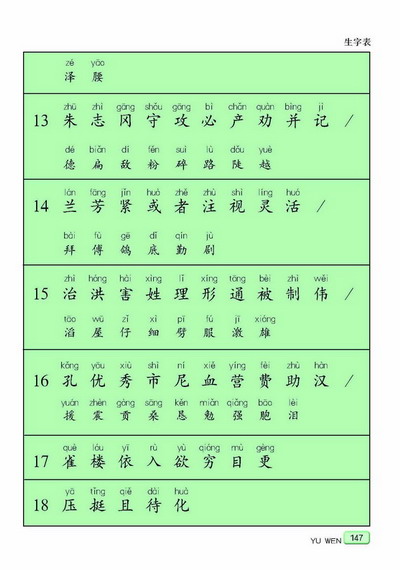 生字表
zé yāo
泽 腰
zhū zhì gāng shǒu gōng bì chǎn quàn bìng jì
13 朱 志 冈 守 攻 必 产 劝 并 记 /
dé biǎn dí fěn suì lù dǒu yuè
德 扁 敌 粉 碎 路 陡 越
lán fāng jǐn huò zhě zhù shì líng huó
14 兰 芳 紧 或 者 注 视 灵 活 /
bài fù gē dǐ qín jù
拜 傅 鸽 底 勤 剧
zhì hóng hài xìng lǐ xíng tōng bèi zhì wěi
15 治 洪 害 姓 理 形 通 被 制 伟 /
tāo wū zǐ xì pī fú jī xióng
滔 屋 仔 细 劈 服 激 雄
kǒng yōu xiù shì ní xiě yíng fèi zhù hàn
16 孔 优 秀 市 尼 血 营 费 助 汉 /
yuán zhèn gòng sāng kěn miǎn qiǎng bāo lèi
援 震 贡 桑 恳 勉 强 胞 泪
què lóu yī rù yù qióng mù gèng
17 雀 楼 依 入 欲 穷 目 更
yā tǐng qiě dài huà
18 压 挺 且 待 化
YU WEN 147